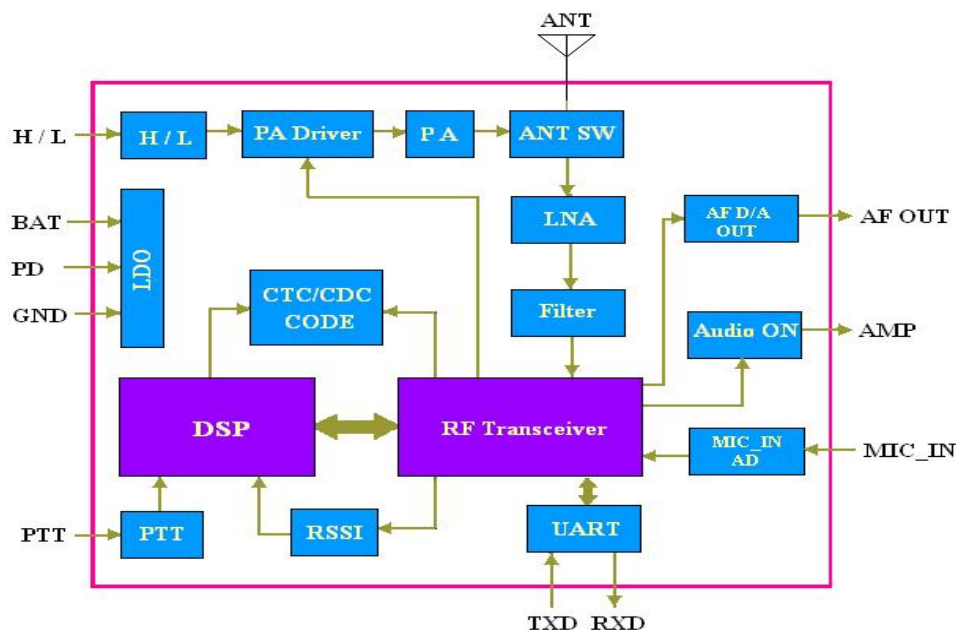 ANT
H / L
H / L
PA Driver
P A
ANT SW
BAT
PD
GND
LDO
LNA
AF D/A
OUT
AF OUT
CTC/CDC
CODE
Filter
Audio ON
AMP
DSP
RF Transceiver
MIC_IN
AD
MIC_IN
PTT
PTT
RSSI
UART
TXD
RXD